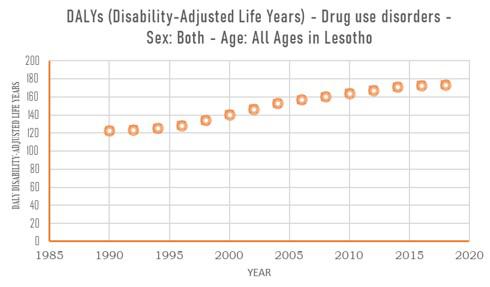 DALYs (Disability-Adjusted Life Years) - Drug use disorders -
Sex: Both - Age: All Ages in Lesotho
200
180
160
140
120
100
80
60
40
20
0
DALY DISABILITY-ADJUSTED LIFE YEARS
1985 1990 1995 2000 2005 2010 2015 2020
YEAR